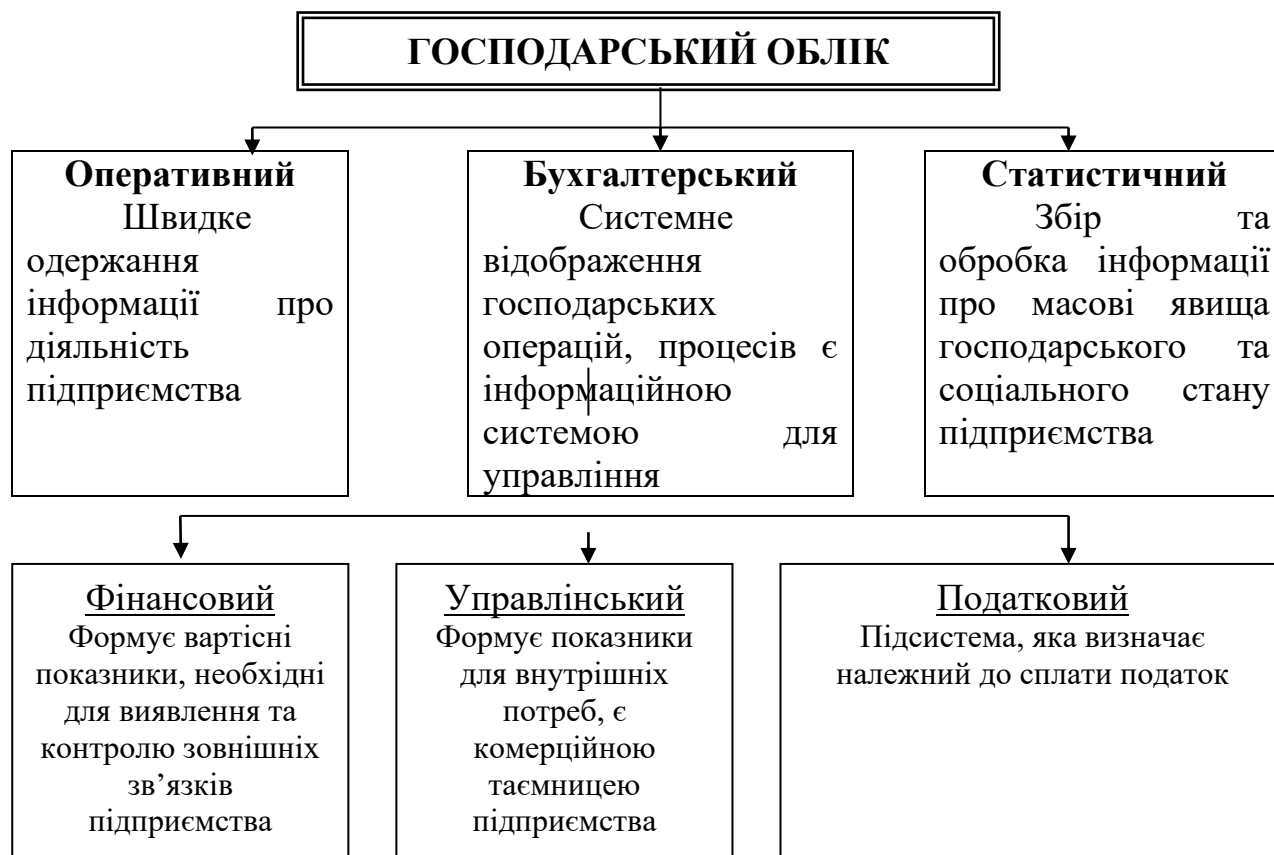 ГОСПОДАРСЬКИЙ ОБЛІК
Оперативний
Швидке
одержання
інформації про
діяльність
підприємства
Бухгалтерський
Системне
відображення
господарських
операцій, процесів є
інформаційною
системою для
управління
Статистичний
Збір та
обробка інформації
про масові явища
господарського та
соціального стану
підприємства
Фінансовий
Формує вартісні
показники, необхідні
для виявлення та
контролю зовнішніх
зв’язків
підприємства
Управлінський
Формує показники
для внутрішніх
потреб, є
комерційною
таємницею
підприємства
Податковий
Підсистема, яка визначає
належний до сплати податок